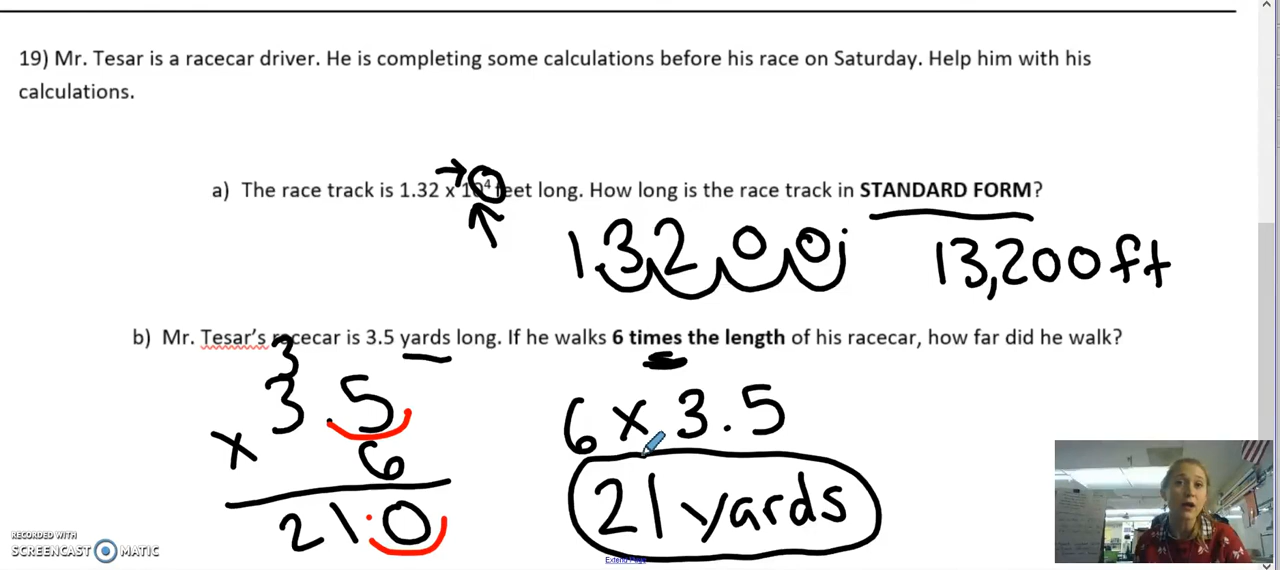 19) Mr. Tesar is a racecar driver. He is completing some calculations before his race on Saturday. Help him with his
calculations.
a) The race track is 1.32 x 10⁴ feet long. How long is the race track in STANDARD FORM?
1.3200. 13,200 ft
b) Mr. Tesar's racecar is 3.5 yards long. If he walks 6 times the length of his racecar, how far did he walk?
3
3.5
x 6
21.0
6 x 3.5
21 yards
RECORDED WITH
SCREENCAST MATIC
Extend Page